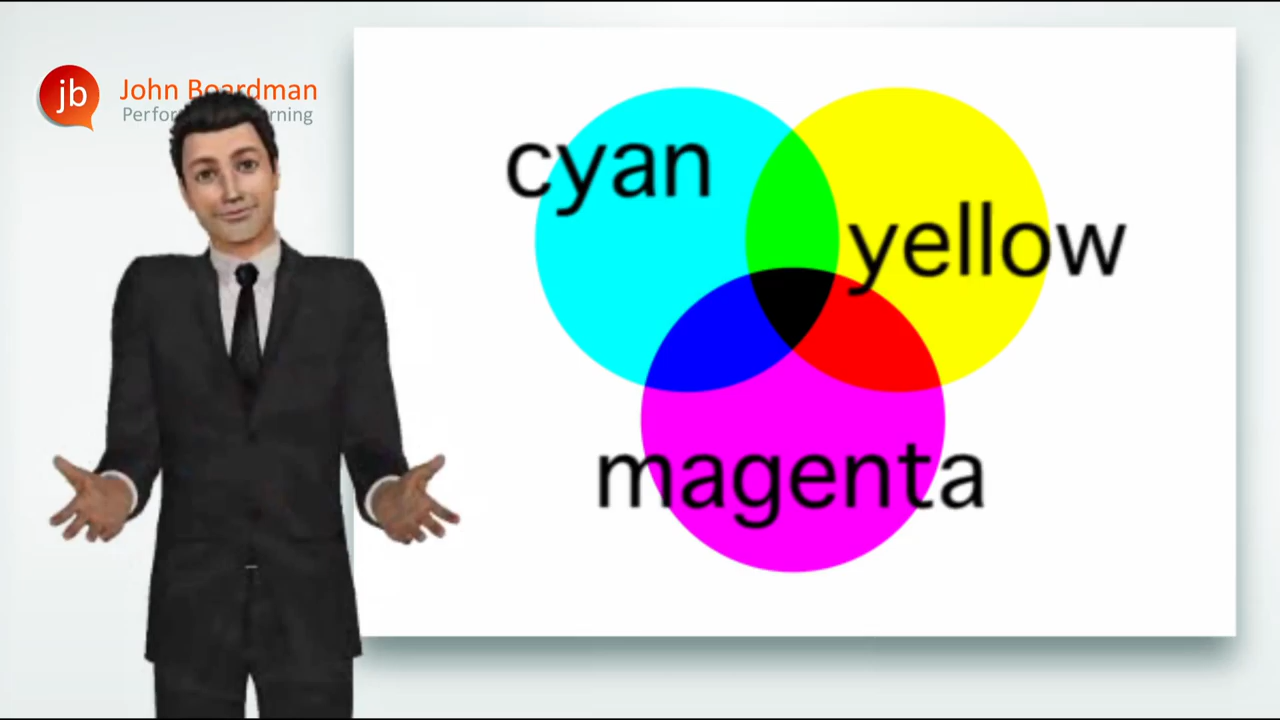 jb
John Boardman
cyan
yellow
magenta